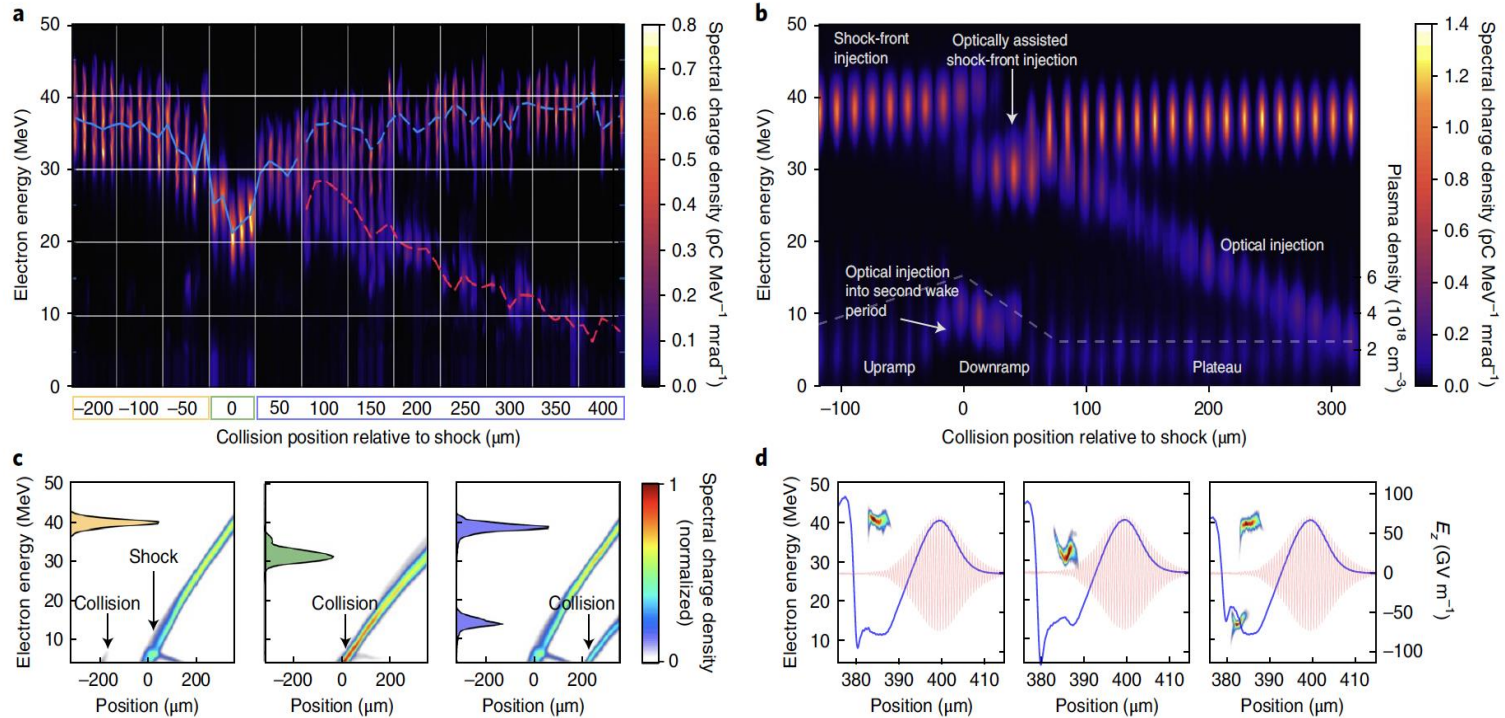 a
50
40
30
20
10
0
Electron energy (MeV)
−200 −100 −50 0 50 100 150 200 250 300 350 400
Collision position relative to shock (μm)
0.8
0.7
0.6
0.5
0.4
0.3
0.2
0.1
0.0
Spectral charge density (pC MeV⁻¹ mrad⁻¹)
b
50
40
30
20
10
0
Electron energy (MeV)
Shock-front
injection
Optically assisted
shock-front injection
Optical injection
Optical injection
into second wake
period
Upramp
Downramp
Plateau
−100 0 100 200 300
Collision position relative to shock (μm)
6
4
2
Plasma density (10¹⁸ cm⁻³)
1.4
1.2
1.0
0.8
0.6
0.4
0.2
0.0
Spectral charge density (pC MeV⁻¹ mrad⁻¹)
c
50
40
30
20
10
Electron energy (MeV)
Shock
Collision
−200 0 200
Position (μm)
Collision
−200 0 200
Position (μm)
Collision
−200 0 200
Position (μm)
1
0
Spectral charge density
(normalized)
d
50
40
30
20
10
Electron energy (MeV)
380 390 400 410
Position (μm)
380 390 400 410
Position (μm)
380 390 400 410
Position (μm)
100
50
0
−50
−100
E_z (GV m⁻¹)